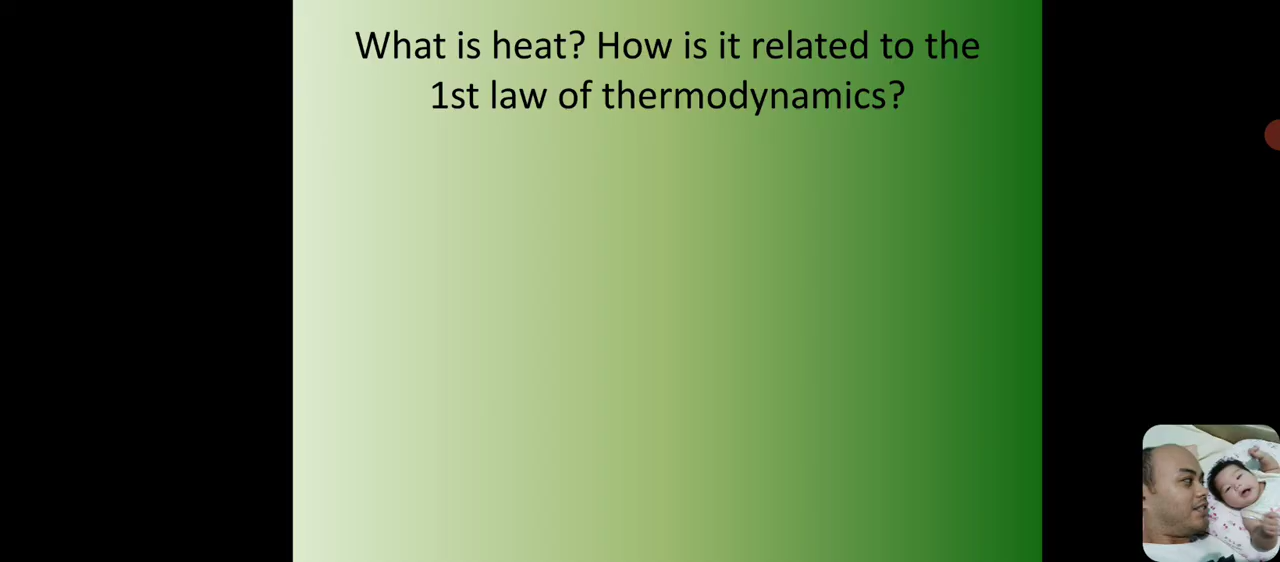 What is heat? How is it related to the
1st law of thermodynamics?